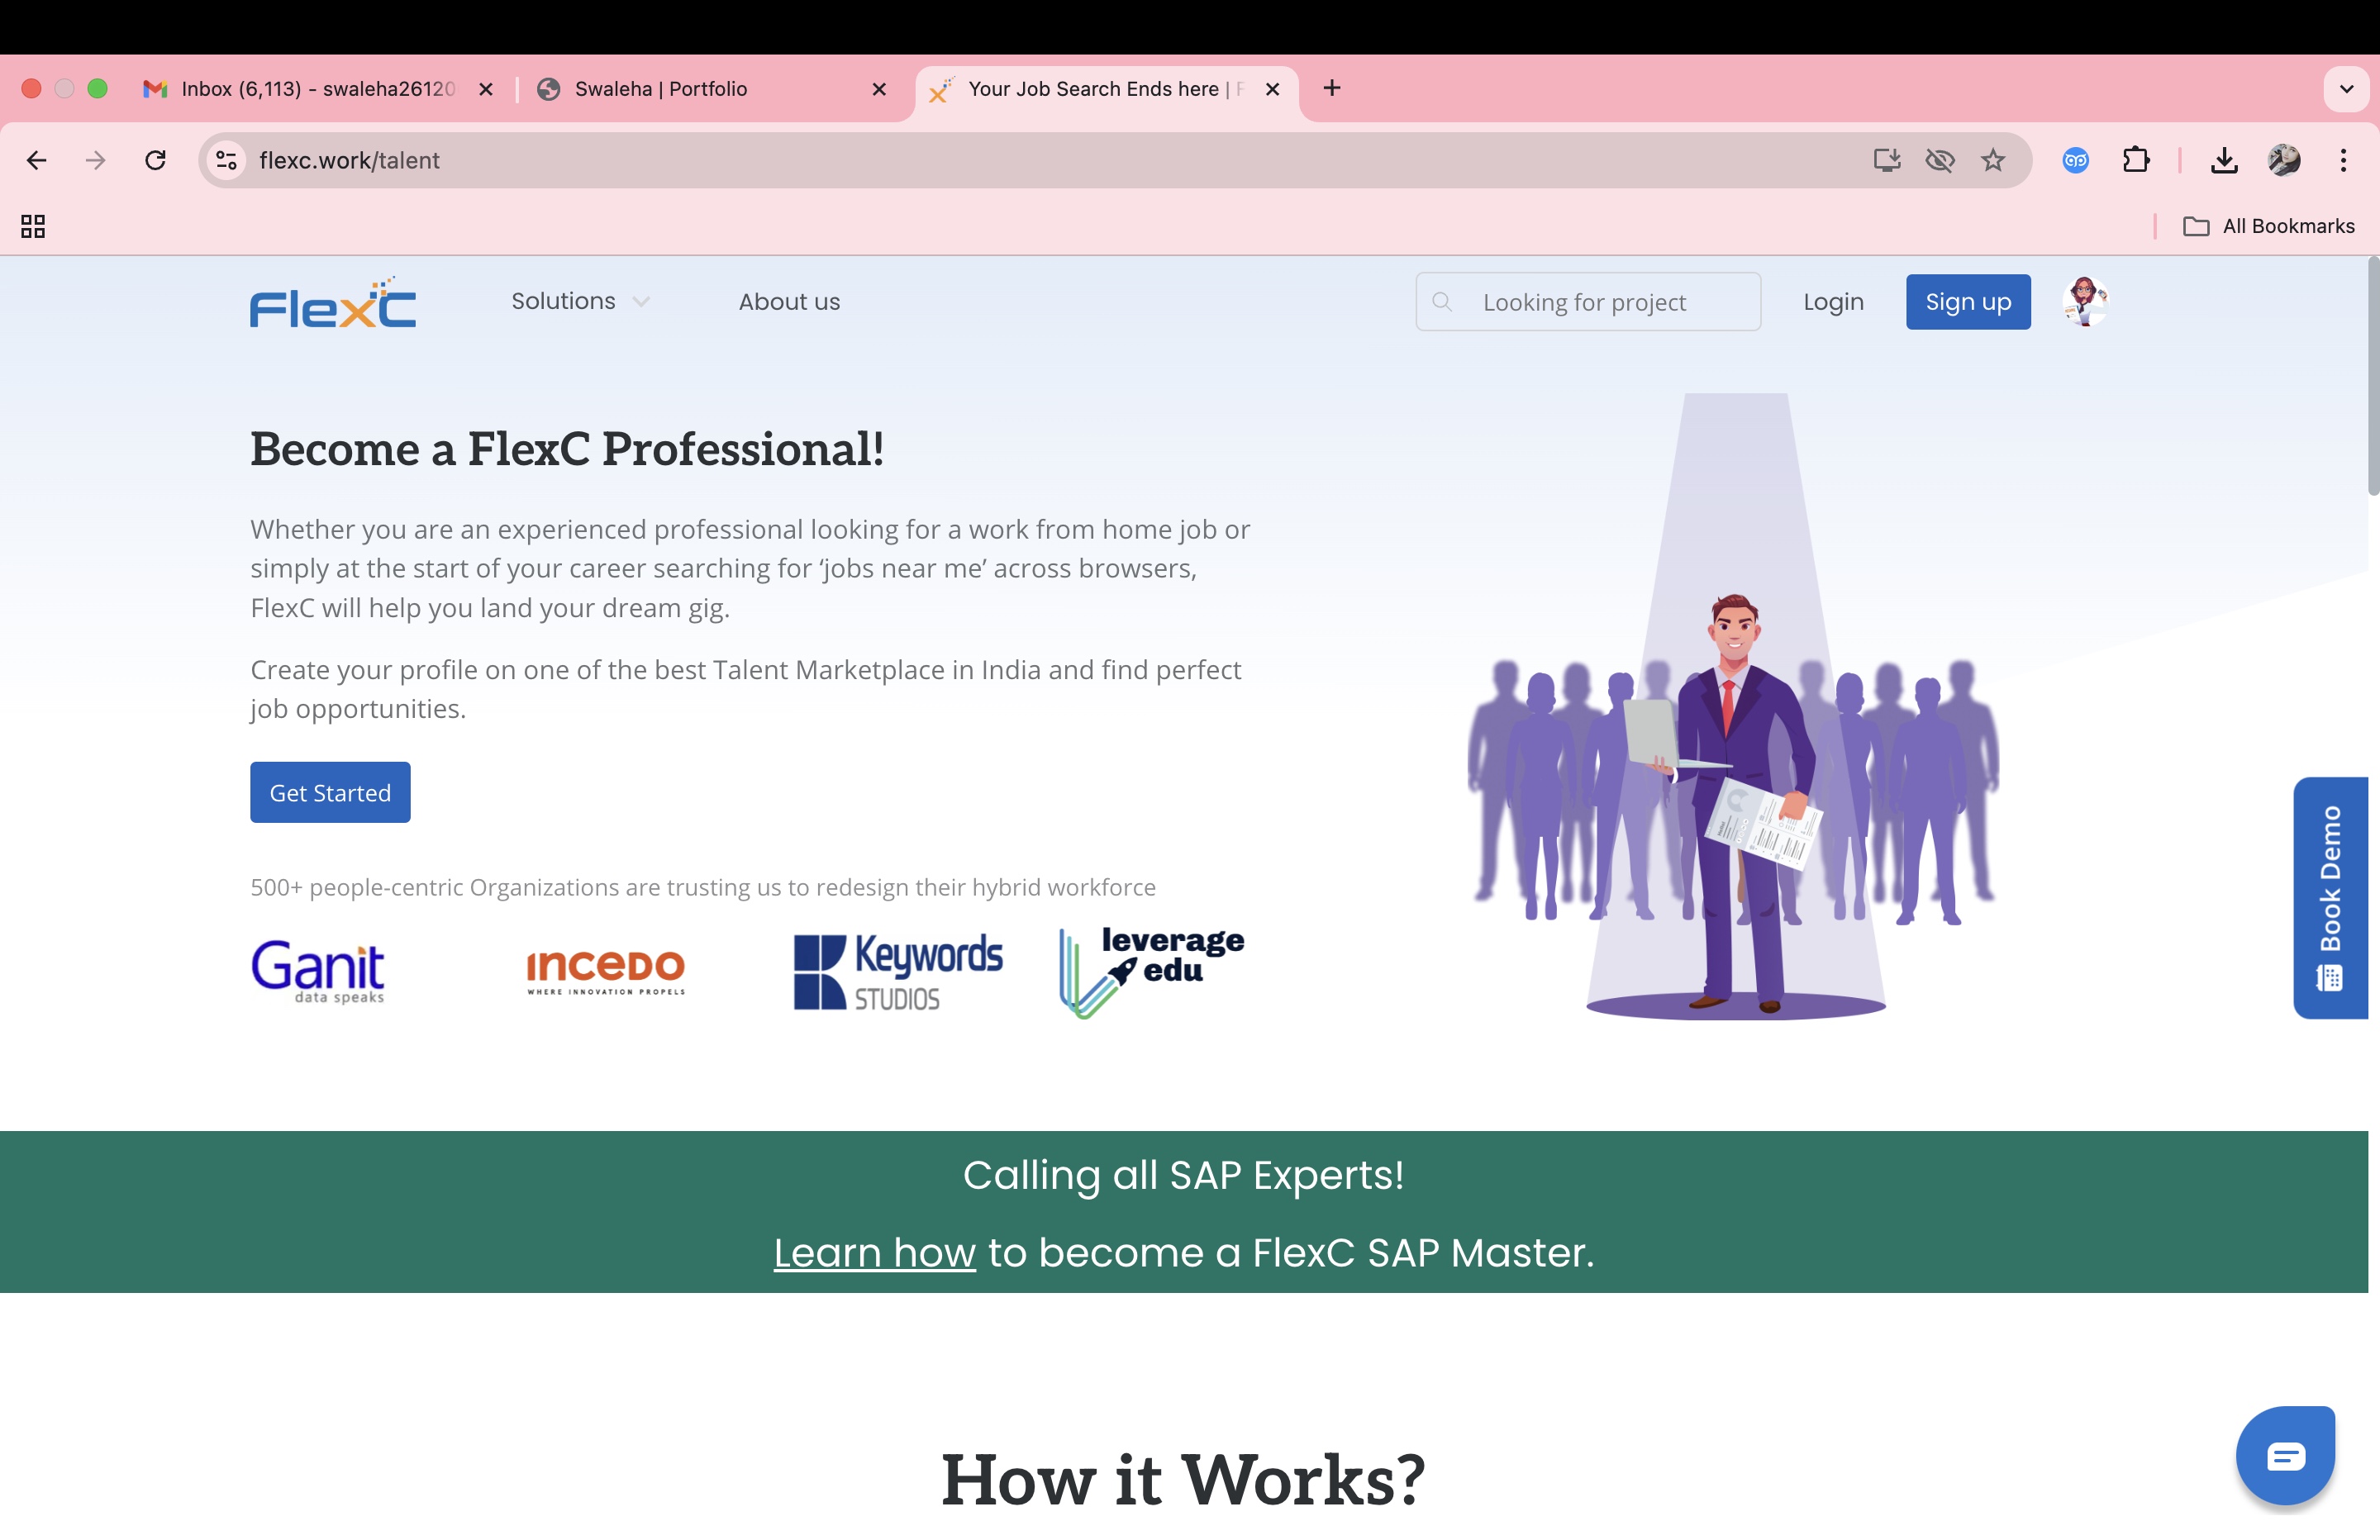 Inbox (6,113) - swaleha26120
Swaleha | Portfolio
Your Job Search Ends here | F
flexc.work/talent
All Bookmarks
FlexC
Solutions
About us
Looking for project
Login
Sign up
Become a FlexC Professional!
Whether you are an experienced professional looking for a work from home job or
simply at the start of your career searching for ‘jobs near me’ across browsers,
FlexC will help you land your dream gig.
Create your profile on one of the best Talent Marketplace in India and find perfect
job opportunities.
Get Started
500+ people-centric Organizations are trusting us to redesign their hybrid workforce
Ganit
data speaks
INCEDO
WHERE INNOVATION PROPELS
Keywords
STUDIOS
leverage
edu
Book Demo
Calling all SAP Experts!
Learn how to become a FlexC SAP Master.
How it Works?